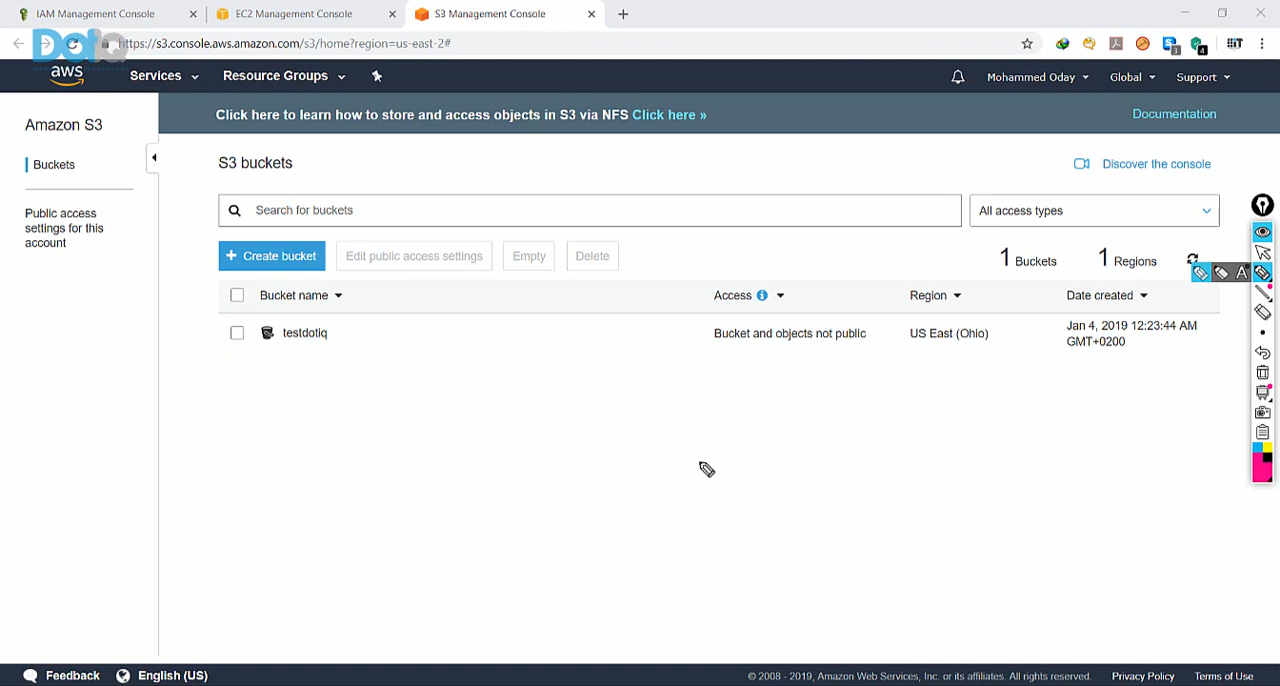 IAM Management Console
EC2 Management Console
S3 Management Console
https://s3.console.aws.amazon.com/s3/home?region=us-east-2#
3
4
Dot
aws
Services
Resource Groups
Mohammed Oday
Global
Support
Amazon S3
Buckets
Public access
settings for this
account
Click here to learn how to store and access objects in S3 via NFS Click here »
Documentation
S3 buckets
Discover the console
Search for buckets
All access types
+ Create bucket
Edit public access settings
Empty
Delete
1 Buckets
1 Regions
A
Bucket name
Access
Region
Date created
testdotiq
Bucket and objects not public
US East (Ohio)
Jan 4, 2019 12:23:44 AM
GMT+0200
Feedback
English (US)
© 2008 - 2019, Amazon Web Services, Inc. or its affiliates. All rights reserved.
Privacy Policy
Terms of Use